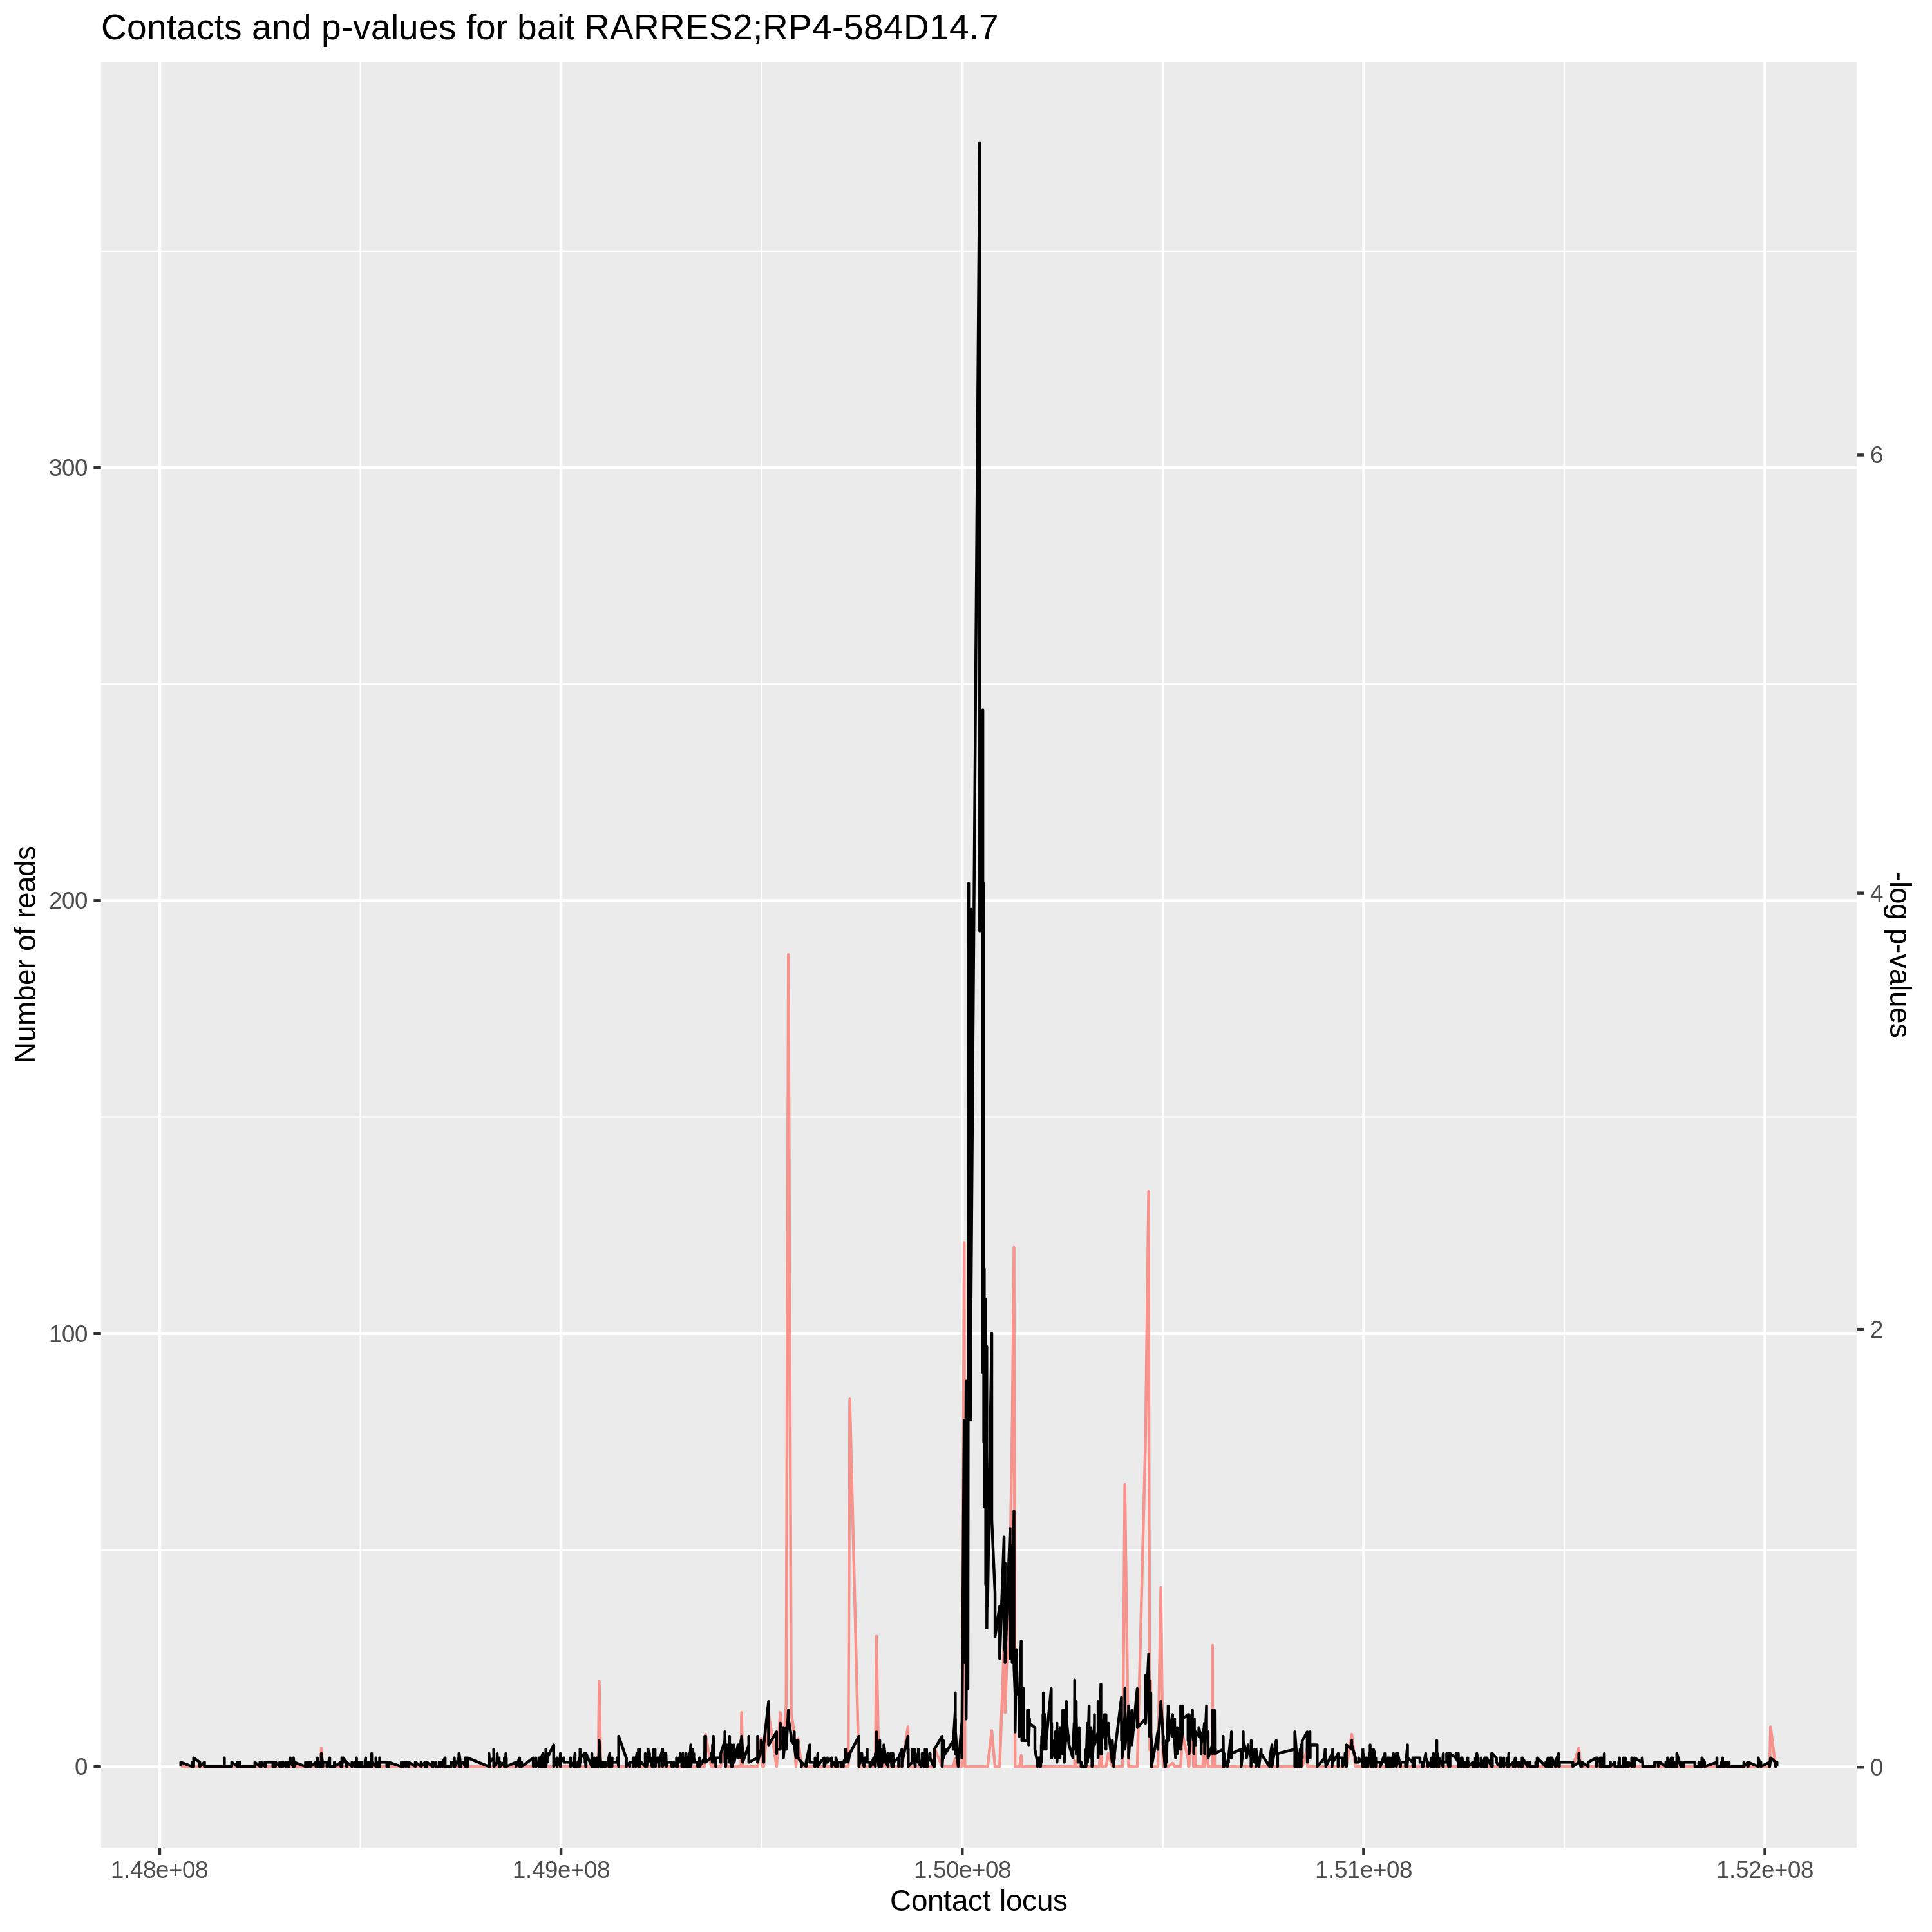 Contacts and p-values for bait RARRES2;RP4-584D14.7
Number of reads
300
200
100
0
6
4
2
0
-log p-values
1.48e+08
1.49e+08
1.50e+08
1.51e+08
1.52e+08
Contact locus